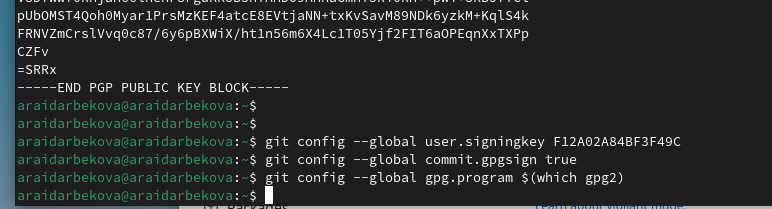 pUbOMST4Qoh0Myar1PrsMzKEF4atcE8EVtjaNN+txKvSavM89NDk6yzkM+KqlS4k
FRNVZmCrslVvq0c87/6y6pBXWiX/ht1n56m6X4Lc1T05Yjf2FIT6aOPEqnXxTXPp
CZFv
=SRRx
-----END PGP PUBLIC KEY BLOCK-----
araidarbekova@araidarbekova:~$
araidarbekova@araidarbekova:~$
araidarbekova@araidarbekova:~$ git config --global user.signingkey F12A02A84BF3F49C
araidarbekova@araidarbekova:~$ git config --global commit.gpgsign true
araidarbekova@araidarbekova:~$ git config --global gpg.program $(which gpg2)
araidarbekova@araidarbekova:~$